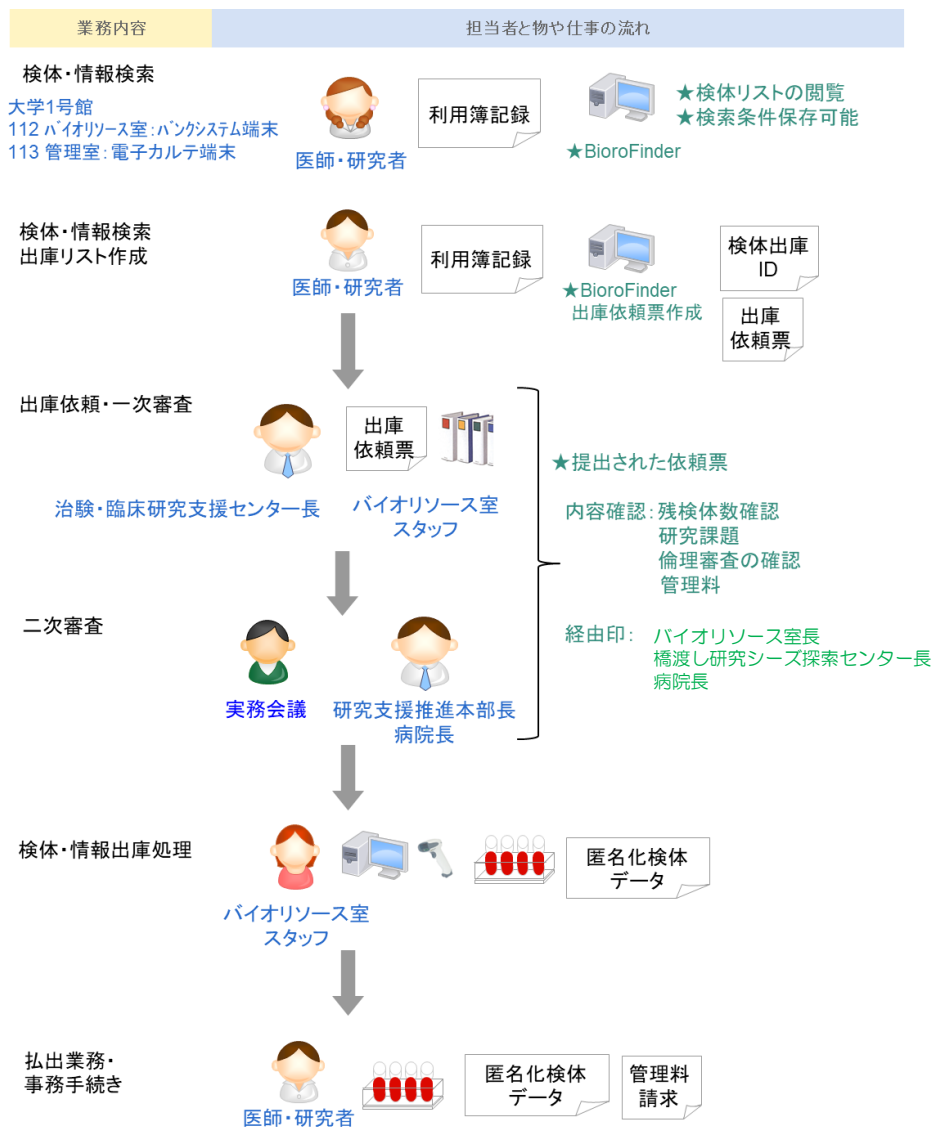 業務内容
担当者と物や仕事の流れ
検体・情報検索
大学1号館
112 ﾊﾞｲｵﾘｿｰｽ室：ﾊﾞﾝｸｼｽﾃﾑ端末
113 管理室：電子カルテ端末
医師・研究者
利用簿記録
★検体リストの閲覧
★検索条件保存可能
★BioroFinder
検体・情報検索
出庫リスト作成
医師・研究者
利用簿記録
★BioroFinder
出庫依頼票作成
検体出庫
ID
出庫
依頼票
出庫依頼・一次審査
治験・臨床研究支援センター長
出庫
依頼票
バイオリソース室
スタッフ
★提出された依頼票
内容確認：残検体数確認
研究課題
倫理審査の確認
管理料
経由印： バイオリソース室長
橋渡し研究シーズ探索センター長
病院長
二次審査
実務会議
研究支援推進本部長
病院長
検体・情報出庫処理
バイオリソース室
スタッフ
匿名化検体
データ
払出業務・
事務手続き
医師・研究者
匿名化検体
データ
管理料
請求